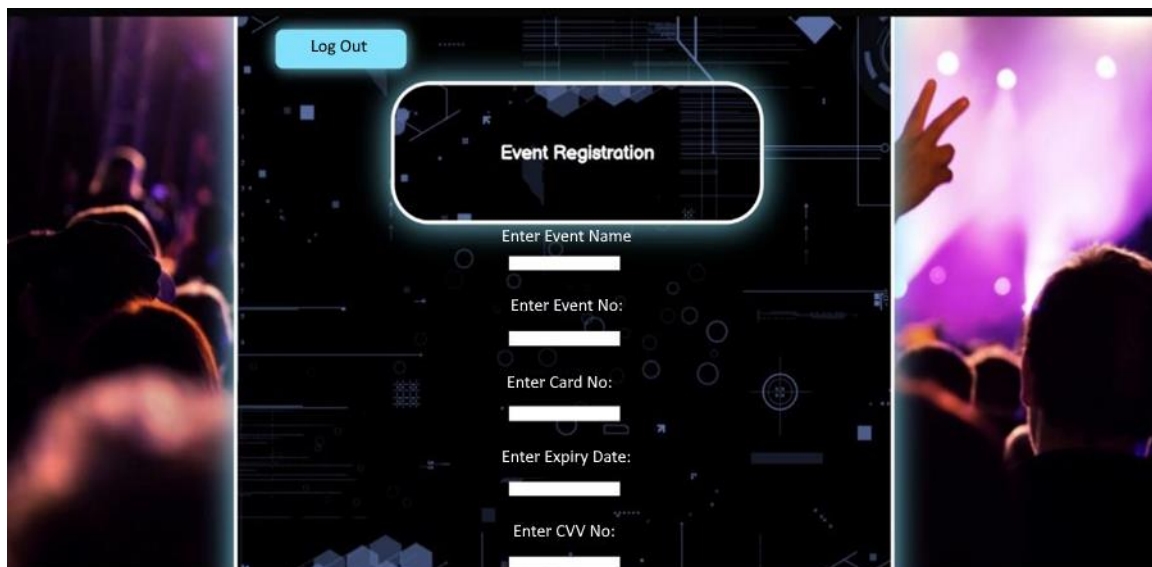 Log Out
Event Registration
Enter Event Name
Enter Event No:
Enter Card No:
Enter Expiry Date:
Enter CVV No: